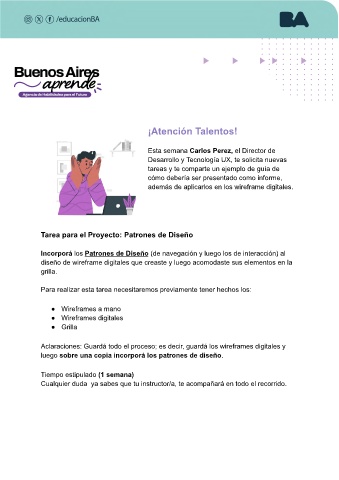 /educacionBA
BA
Buenos Aires
aprende
Agencia de Habilidades para el Futuro
¡Atención Talentos!
Esta semana Carlos Perez, el Director de
Desarrollo y Tecnología UX, te solicita nuevas
tareas y te comparte un ejemplo de guía de
cómo debería ser presentado como informe,
además de aplicarlos en los wireframe digitales.
Tarea para el Proyecto: Patrones de Diseño
Incorporá los Patrones de Diseño (de navegación y luego los de interacción) al
diseño de wireframe digitales que creaste y luego acomodaste sus elementos en la
grilla.
Para realizar esta tarea necesitaremos previamente tener hechos los:
● Wireframes a mano
● Wireframes digitales
● Grilla
Aclaraciones: Guardá todo el proceso; es decir, guardá los wireframes digitales y
luego sobre una copia incorporá los patrones de diseño.
Tiempo estipulado (1 semana)
Cualquier duda ya sabes que tu instructor/a, te acompañará en todo el recorrido.